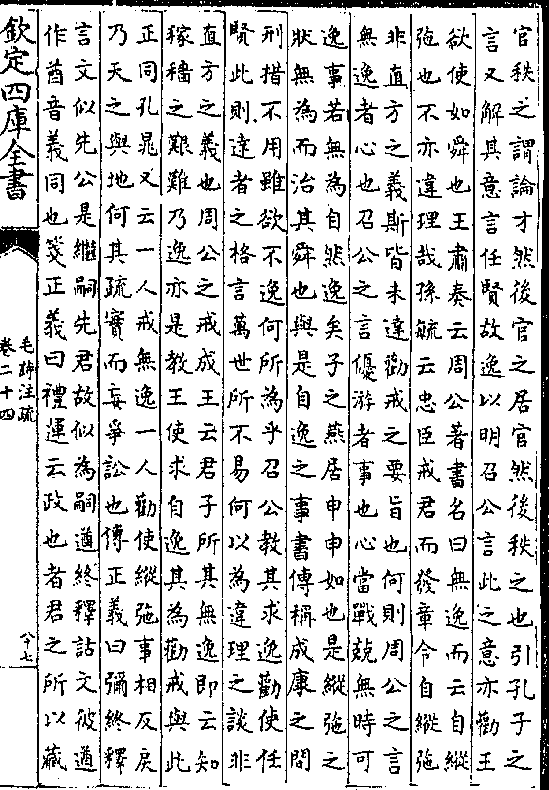 官秩之謂論才然後官之居官然後秩之也引孔子之
言又解其意言任賢故逸以明召公言此之意亦勸王
欲使如舜也王肅奏云周公著書名曰無逸而云自縱
弛也不亦違理哉孫毓云忠臣戒君而發章令自縱弛
非直方之義斯皆未達勸戒之要旨也何則周公之言
無逸者心也召公之言優游者事也心當戰兢無時可
逸事若無為自然逸矣子之燕居申申如也是縱弛之
狀無為而治其舜也與是自逸之事書傳稱成康之間
刑措不用雖欲不逸何所為乎召公教其求逸勸使任
賢此則達者之格言萬世所不易何以為違理之談非
直方之義也周公之戒成王云君子所其無逸即云知
稼穡之艱難乃逸亦是教王使求自逸其為勸戒與此
正同孔晁又云一人戒無逸一人勸使縱弛事相反戾
乃天之與地何其疏實而妄爭訟也傳正義曰彌終釋
言文似先公是繼嗣先君故似為嗣遒終釋詁文彼遒
作酋音義同也箋正義曰禮運云政也者君之所以藏
欽定四庫全書
毛詩注疏
卷二十四
八十七